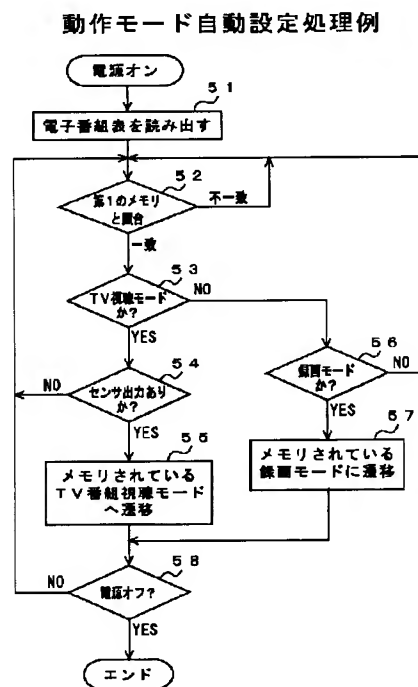 動作モード自動設定処理例
電源オン
51
電子番組表を読み出す
52
第1のメモリ
と照合
不一致
一致
53
TV視聴モード
か?
NO
YES
54
センサ出力あり
か?
NO
YES
55
メモリされている
TV番組視聴モード
へ遷移
56
録画モード
か?
NO
YES
57
メモリされている
録画モードに遷移
58
電源オフ?
NO
YES
エンド